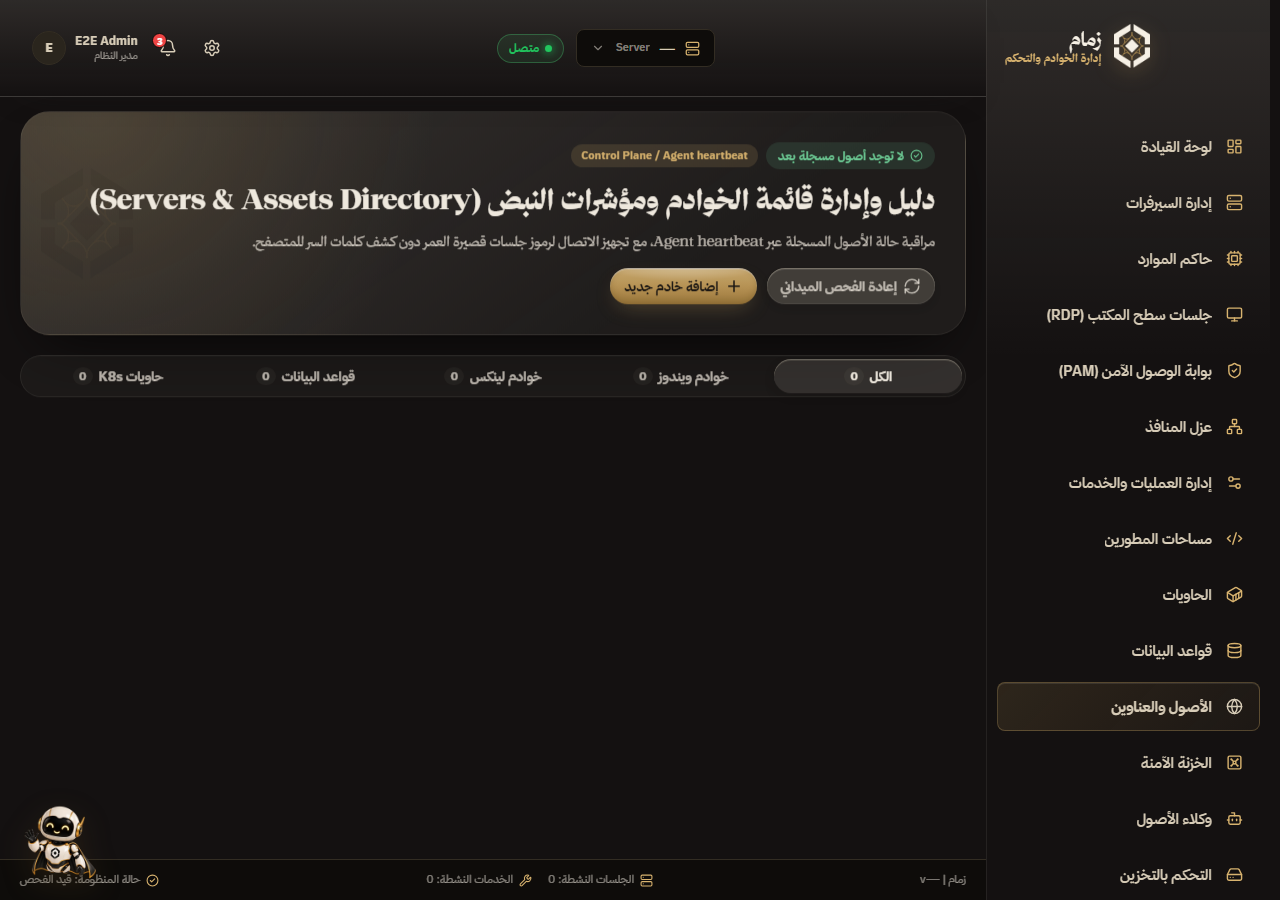 زمام
إدارة الخوادم والتحكم
Server —
متصل
3
E2E Admin
مدير النظام
E
لوحة القيادة
إدارة السيرفرات
حاكم الموارد
جلسات سطح المكتب (RDP)
بوابة الوصول الآمن (PAM)
عزل المنافذ
إدارة العمليات والخدمات
مساحات المطورين
الحاويات
قواعد البيانات
الأصول والعناوين
الخزنة الآمنة
وكلاء الأصول
التحكم بالتخزين
لا توجد أصول مسجلة بعد
Control Plane / Agent heartbeat
دليل وإدارة قائمة الخوادم ومؤشرات النبض (Servers & Assets Directory)
مراقبة حالة الأصول المسجلة عبر Agent heartbeat، مع تجهيز الاتصال لرموز جلسات قصيرة العمر دون كشف كلمات السر للمتصفح.
إعادة الفحص الميداني
إضافة خادم جديد
الكل 0
خوادم ويندوز 0
خوادم لينكس 0
قواعد البيانات 0
حاويات K8s 0
زمام | v—
الجلسات النشطة: 0
الخدمات النشطة: 0
حالة المنظومة: قيد الفحص